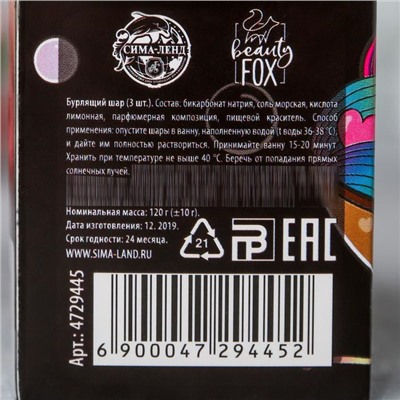 СИМА-ЛЕНД
beauty
FOX
Бурлящий шар (3 шт.). Состав: бикарбонат натрия, соль морская, кислота
лимонная, парфюмерная композиция, пищевой краситель. Способ
применения: опустите шары в ванну, наполненную водой (t воды 36-38°C),
и дайте им полностью раствориться. Принимайте ванну 15-20 минут.
Хранить при температуре не выше 40 °C. Беречь от попадания прямых
солнечных лучей.
Номинальная масса: 120 г (±10 г).
Дата изготовления: 12. 2019.
Срок годности: 24 месяца.
WWW.SIMA-LAND.RU
21
EAC
Арт.: 4729445
6 900047 294452